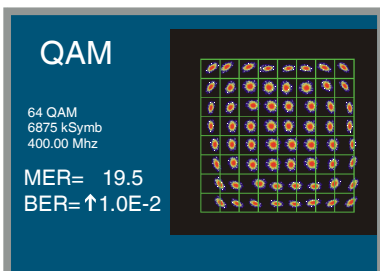 QAM
64 QAM
6875 kSymb
400.00 Mhz
MER= 19.5
BER=↑1.0E-2